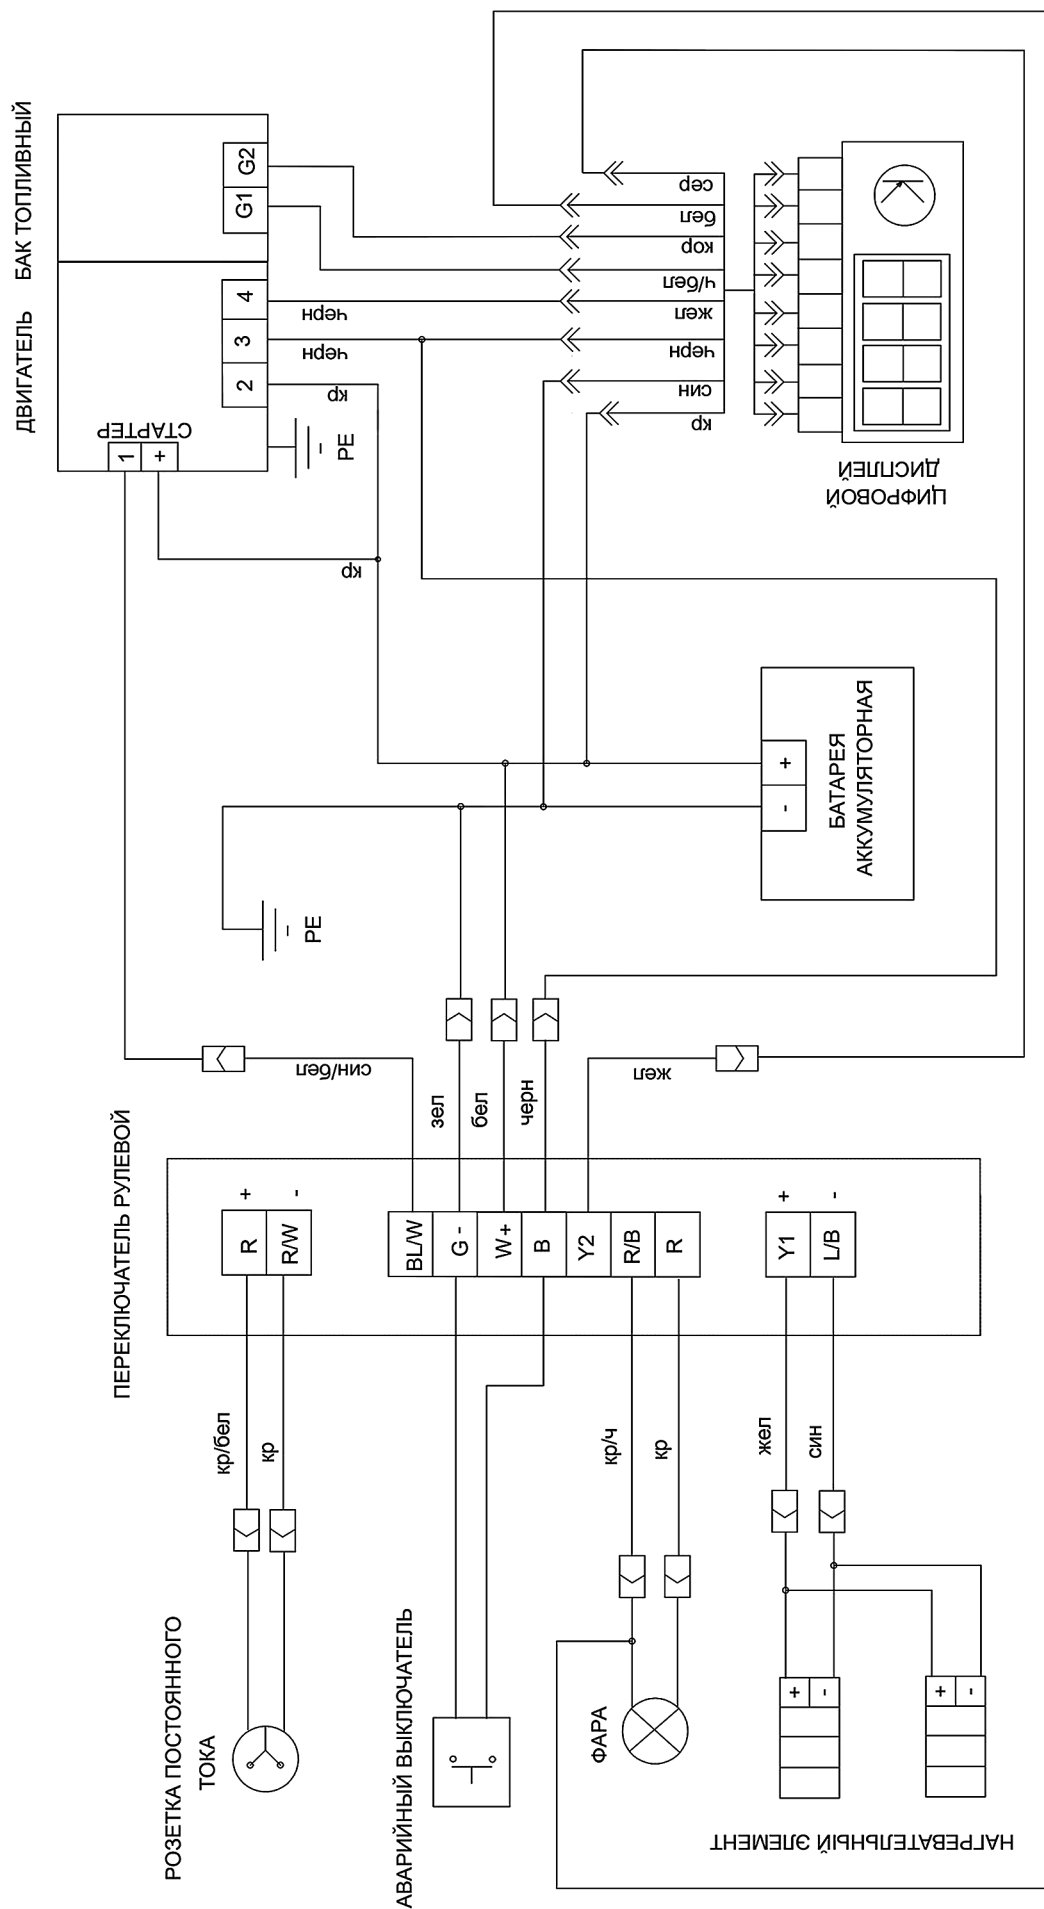 БАК ТОПЛИВНЫЙ
ДВИГАТЕЛЬ
G2
G1
4
3
2
СТАРТЕР
1
+
черн
черн
кр
PE
кр
сер
бел
кор
ч/бел
жел
черн
син
кр
ЦИФРОВОЙ
ДИСПЛЕЙ
+
-
БАТАРЕЯ
АККУМУЛЯТОРНАЯ
PE
син/бел
зел
бел
черн
жел
ПЕРЕКЛЮЧАТЕЛЬ РУЛЕВОЙ
+
-
R
R/W
BL/W
G -
W+
B
Y2
R/B
R
+
-
Y1
L/B
кр/бел
кр
кр/ч
кр
жел
син
РОЗЕТКА ПОСТОЯННОГО
ТОКА
АВАРИЙНЫЙ ВЫКЛЮЧАТЕЛЬ
ФАРА
+
-
+
-
НАГРЕВАТЕЛЬНЫЙ ЭЛЕМЕНТ